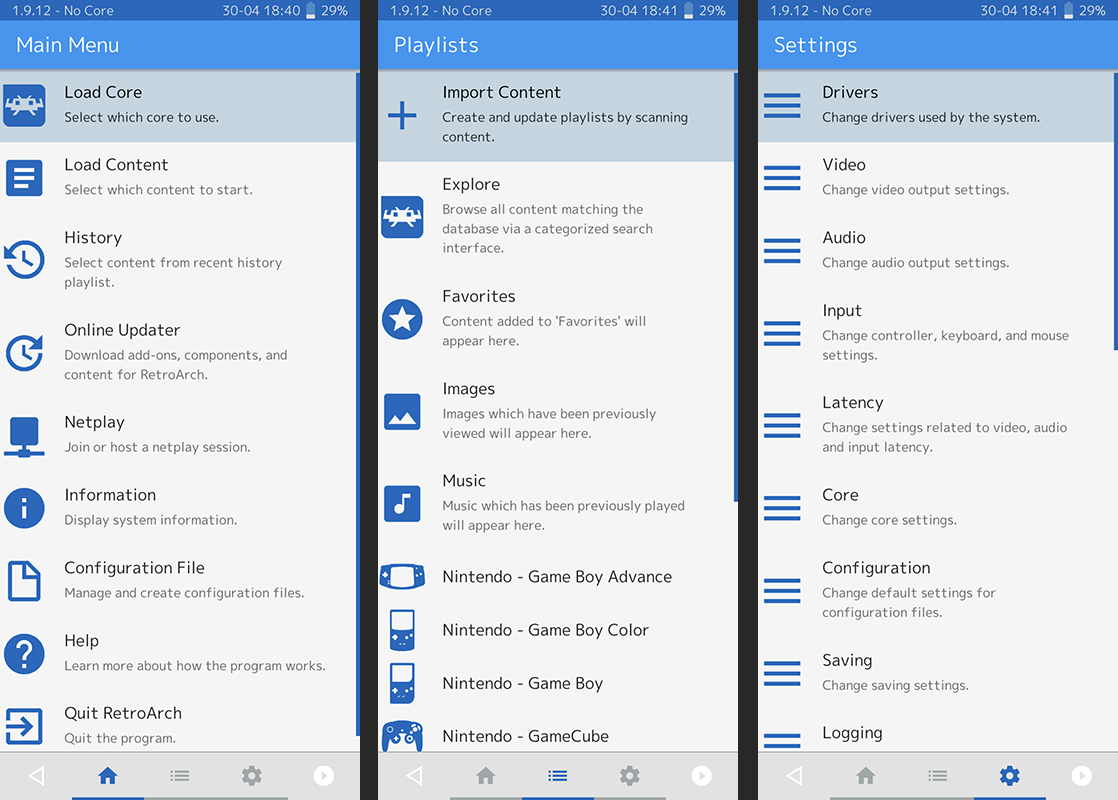 1.9.12 - No Core 30-04 18:40 29%
Main Menu
Load Core
Select which core to use.
Load Content
Select which content to start.
History
Select content from recent history
playlist.
Online Updater
Download add-ons, components, and
content for RetroArch.
Netplay
Join or host a netplay session.
Information
Display system information.
Configuration File
Manage and create configuration files.
Help
Learn more about how the program works.
Quit RetroArch
Quit the program.
1.9.12 - No Core 30-04 18:41 29%
Playlists
Import Content
Create and update playlists by scanning
content.
Explore
Browse all content matching the
database via a categorized search
interface.
Favorites
Content added to 'Favorites' will
appear here.
Images
Images which have been previously
viewed will appear here.
Music
Music which has been previously played
will appear here.
Nintendo - Game Boy Advance
Nintendo - Game Boy Color
Nintendo - Game Boy
Nintendo - GameCube
1.9.12 - No Core 30-04 18:41 29%
Settings
Drivers
Change drivers used by the system.
Video
Change video output settings.
Audio
Change audio output settings.
Input
Change controller, keyboard, and mouse
settings.
Latency
Change settings related to video, audio
and input latency.
Core
Change core settings.
Configuration
Change default settings for
configuration files.
Saving
Change saving settings.
Logging